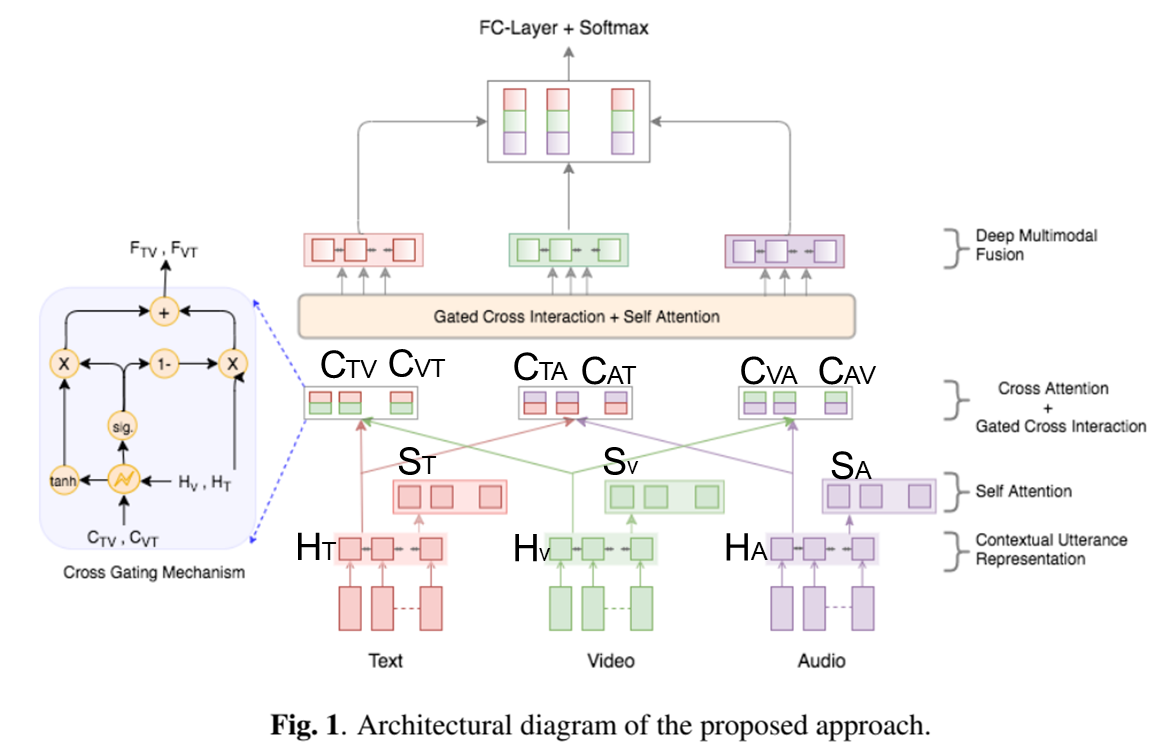 FC-Layer + Softmax
Deep Multimodal
Fusion
Gated Cross Interaction + Self Attention
F_TV , F_VT
+
X
1-
X
sig.
tanh
H_V , H_T
C_TV , C_VT
Cross Gating Mechanism
C_TV C_VT
C_TA C_AT
C_VA C_AV
Cross Attention
+
Gated Cross Interaction
S_T
S_V
S_A
Self Attention
H_T
H_V
H_A
Contextual Utterance
Representation
Text
Video
Audio
Fig. 1. Architectural diagram of the proposed approach.